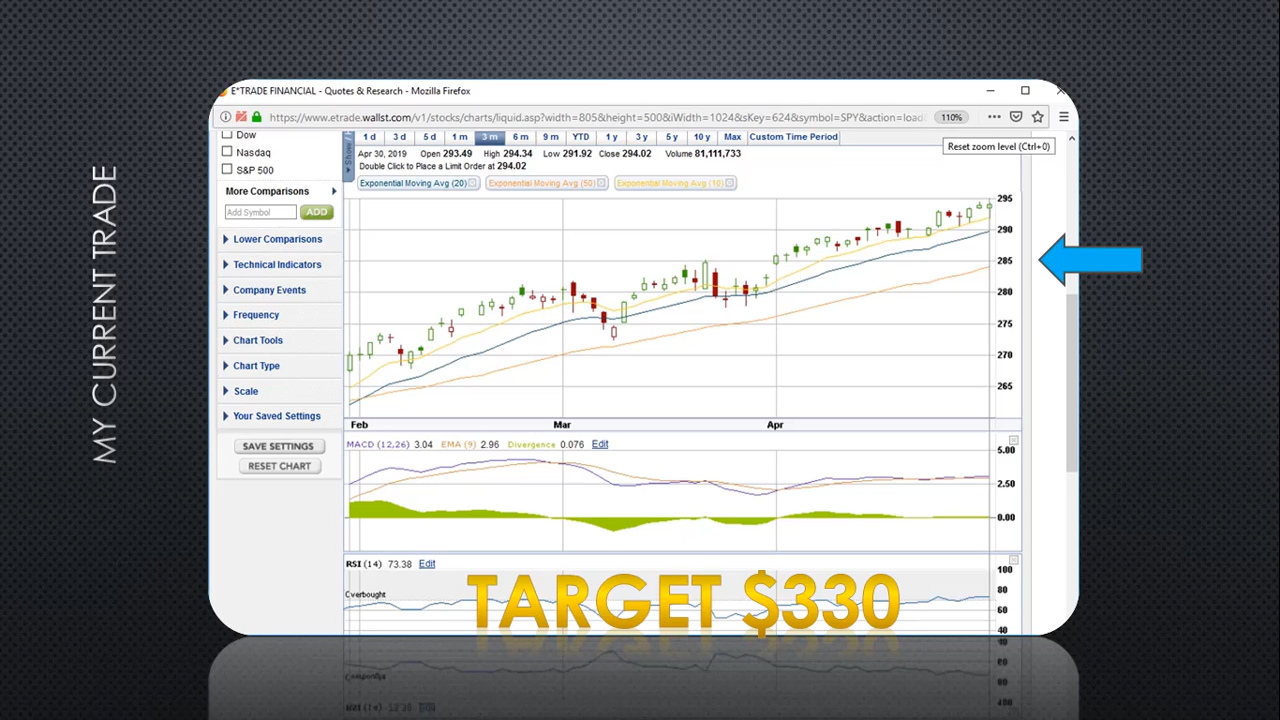 MY CURRENT TRADE
E*TRADE FINANCIAL - Quotes & Research - Mozilla Firefox
https://www.etrade.wallst.com/v1/stocks/charts/liquid.asp?width=805&height=500&iWidth=1024&sKey=624&symbol=SPY&action=load
110%
Reset zoom level (Ctrl+0)
Dow
Nasdaq
S&P 500
More Comparisons
Add Symbol
ADD
Lower Comparisons
Technical Indicators
Company Events
Frequency
Chart Tools
Chart Type
Scale
Your Saved Settings
SAVE SETTINGS
RESET CHART
Show
1 d 3 d 5 d 1 m 3 m 6 m 9 m YTD 1 y 3 y 5 y 10 y Max Custom Time Period
Apr 30, 2019 Open 293.49 High 294.34 Low 291.92 Close 294.02 Volume 81,111,733
Double Click to Place a Limit Order at 294.02
Exponential Moving Avg (20) Exponential Moving Avg (50) Exponential Moving Avg (10)
295
290
285
280
275
270
265
Feb Mar Apr
MACD (12,26) 3.04 EMA (9) 2.96 Divergence 0.076 Edit
5.00
2.50
0.00
RSI (14) 73.38 Edit
100
Overbought
80
60
40
TARGET $330